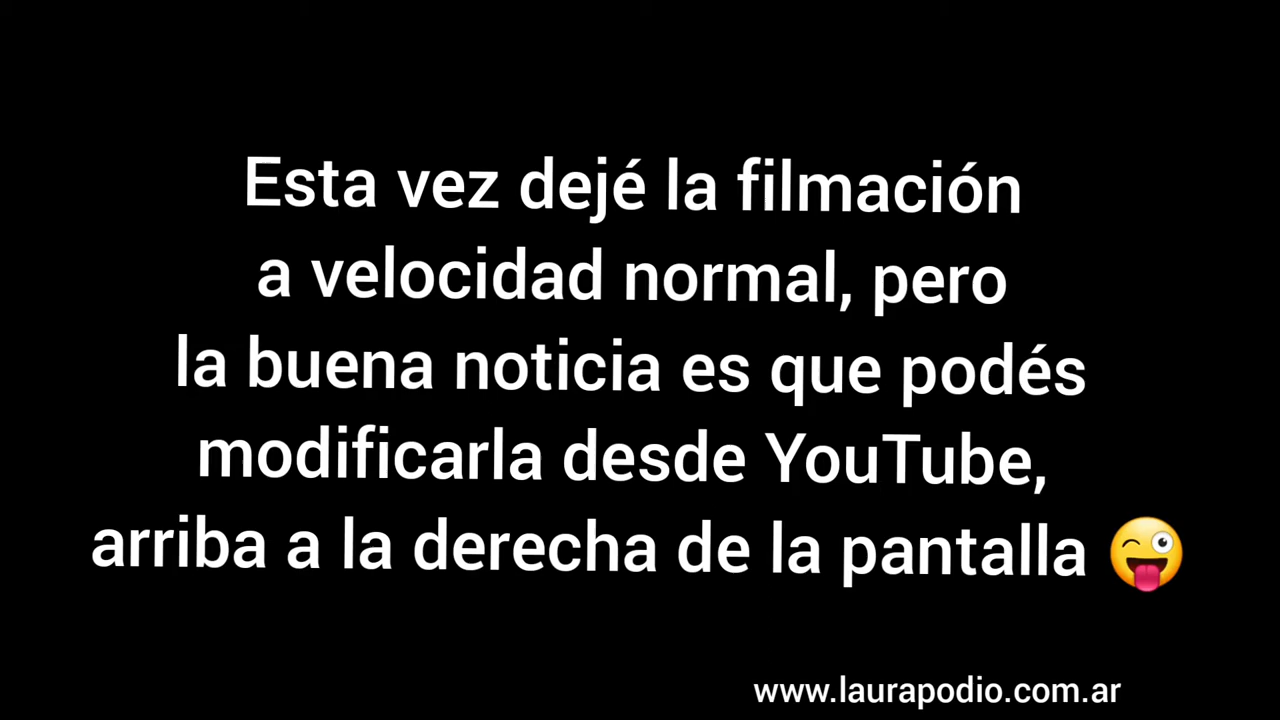 Esta vez dejé la filmación
a velocidad normal, pero
la buena noticia es que podés
modificarla desde YouTube,
arriba a la derecha de la pantalla 😜
www.laurapodio.com.ar